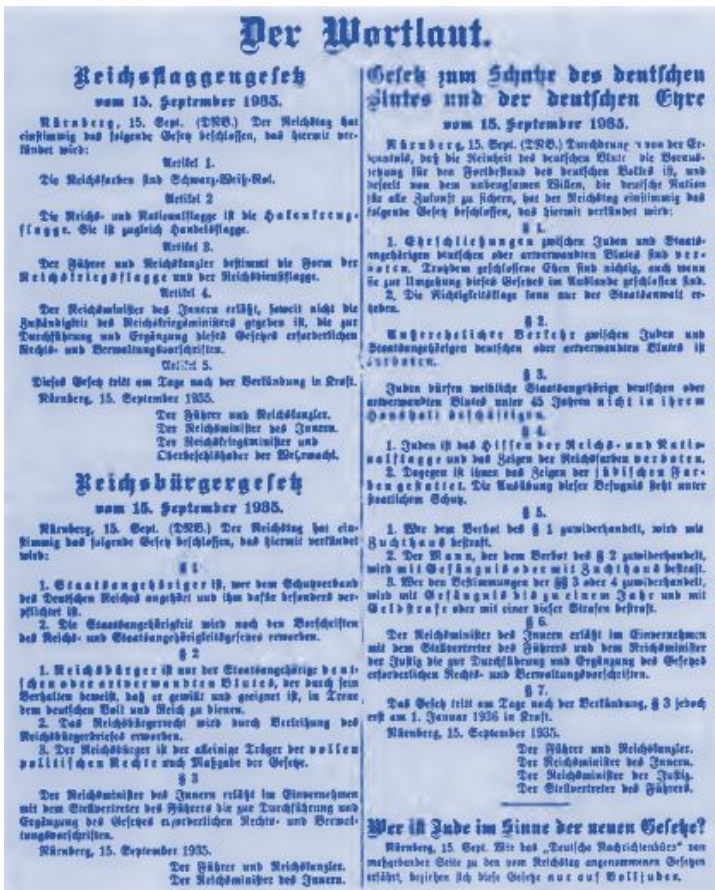 Der Wortlaut.
Reichsflaggengesetz
vom 15. September 1935.
Nürnberg, 15. Sept. (DNB.) Der Reichstag hat
einstimmig das folgende Gesetz beschlossen, das hiermit ver-
kündet wird:
Artikel 1.
Die Reichsfarben sind Schwarz-Weiß-Rot.
Artikel 2
Die Reichs- und Nationalflagge ist die Hakenkreuz-
flagge. Sie ist zugleich Handelsflagge.
Artikel 3.
Der Führer und Reichskanzler bestimmt die Form der
Reichskriegsflagge und der Reichsdienstflagge.
Artikel 4.
Der Reichsminister des Innern erläßt, soweit nicht die
Zuständigkeit des Reichskriegsministers gegeben ist, die zur
Durchführung und Ergänzung dieses Gesetzes erforderlichen
Rechts- und Verwaltungsvorschriften.
Artikel 5.
Dieses Gesetz tritt am Tage nach der Verkündung in Kraft.
Nürnberg, 15. September 1935.
Der Führer und Reichskanzler.
Der Reichsminister des Innern.
Der Reichskriegsminister und
Oberbefehlshaber der Wehrmacht.
Reichsbürgergesetz
vom 15. September 1935.
Nürnberg, 15. Sept. (DNB.) Der Reichstag hat ein-
stimmig das folgende Gesetz beschlossen, das hiermit verkündet
wird:
§ 1
1. Staatsangehöriger ist, wer dem Schutzverband
des Deutschen Reiches angehört und ihm dafür besonders ver-
pflichtet ist.
2. Die Staatsangehörigkeit wird nach den Vorschriften
des Reichs- und Staatsangehörigkeitsgesetzes erworben.
§ 2
1. Reichsbürger ist nur der Staatsangehörige deut-
schen oder artverwandten Blutes, der durch sein
Verhalten beweist, daß er gewillt und geeignet ist, in Treue
dem deutschen Volk und Reich zu dienen.
2. Das Reichsbürgerrecht wird durch Verleihung des
Reichsbürgerbriefes erworben.
3. Der Reichsbürger ist der alleinige Träger der vollen
politischen Rechte nach Maßgabe der Gesetze.
§ 3
Der Reichsminister des Innern erläßt im Einvernehmen
mit dem Stellvertreter des Führers die zur Durchführung und
Ergänzung des Gesetzes erforderlichen Rechts- und Verwal-
tungsvorschriften.
Nürnberg, 15. September 1935.
Der Führer und Reichskanzler.
Der Reichsminister des Innern.
Gesetz zum Schutze des deutschen
Blutes und der deutschen Ehre
vom 15. September 1935.
Nürnberg, 15. Sept. (DNB.) Durchdrungen von der Er-
kenntnis, daß die Reinheit des deutschen Blutes die Voraus-
setzung für den Fortbestand des deutschen Volkes ist, und
beseelt von dem unbeugsamen Willen, die deutsche Nation
für alle Zukunft zu sichern, hat der Reichstag einstimmig das
folgende Gesetz beschlossen, das hiermit verkündet wird:
§ 1.
1. Eheschließungen zwischen Juden und Staats-
angehörigen deutschen oder artverwandten Blutes sind ver-
boten. Trotzdem geschlossene Ehen sind nichtig, auch wenn
sie zur Umgehung dieses Gesetzes im Auslande geschlossen sind.
2. Die Nichtigkeitsklage kann nur der Staatsanwalt er-
heben.
§ 2.
Außerehelicher Verkehr zwischen Juden und
Staatsangehörigen deutschen oder artverwandten Blutes ist
verboten.
§ 3.
Juden dürfen weibliche Staatsangehörige deutschen oder
artverwandten Blutes unter 45 Jahren nicht in ihrem
Haushalt beschäftigen.
§ 4.
1. Juden ist das Hissen der Reichs- und Natio-
nalflagge und das Zeigen der Reichsfarben verboten.
2. Dagegen ist ihnen das Zeigen der jüdischen Far-
ben gestattet. Die Ausübung dieser Befugnis steht unter
staatlichem Schutz.
§ 5.
1. Wer dem Verbot des § 1 zuwiderhandelt, wird mit
Zuchthaus bestraft.
2. Der Mann, der dem Verbot des § 2 zuwiderhandelt,
wird mit Gefängnis oder mit Zuchthaus bestraft.
3. Wer den Bestimmungen der §§ 3 oder 4 zuwiderhandelt,
wird mit Gefängnis bis zu einem Jahr und mit
Geldstrafe oder mit einer dieser Strafen bestraft.
§ 6.
Der Reichsminister des Innern erläßt im Einvernehmen
mit dem Stellvertreter des Führers und dem Reichsminister
der Justiz die zur Durchführung und Ergänzung des Gesetzes
erforderlichen Rechts- und Verwaltungsvorschriften.
§ 7.
Das Gesetz tritt am Tage nach der Verkündung, § 3 jedoch
erst am 1. Januar 1936 in Kraft.
Nürnberg, 15. September 1935.
Der Führer und Reichskanzler.
Der Reichsminister des Innern.
Der Reichsminister der Justiz.
Der Stellvertreter des Führers.
Wer ist Jude im Sinne der neuen Gesetze?
Nürnberg, 15. Sept. Wie das „Deutsche Nachrichtenbüro" von
maßgebender Seite zu den vom Reichstag angenommenen Gesetzen
erfährt, beziehen sich diese Gesetze nur auf Volljuden.